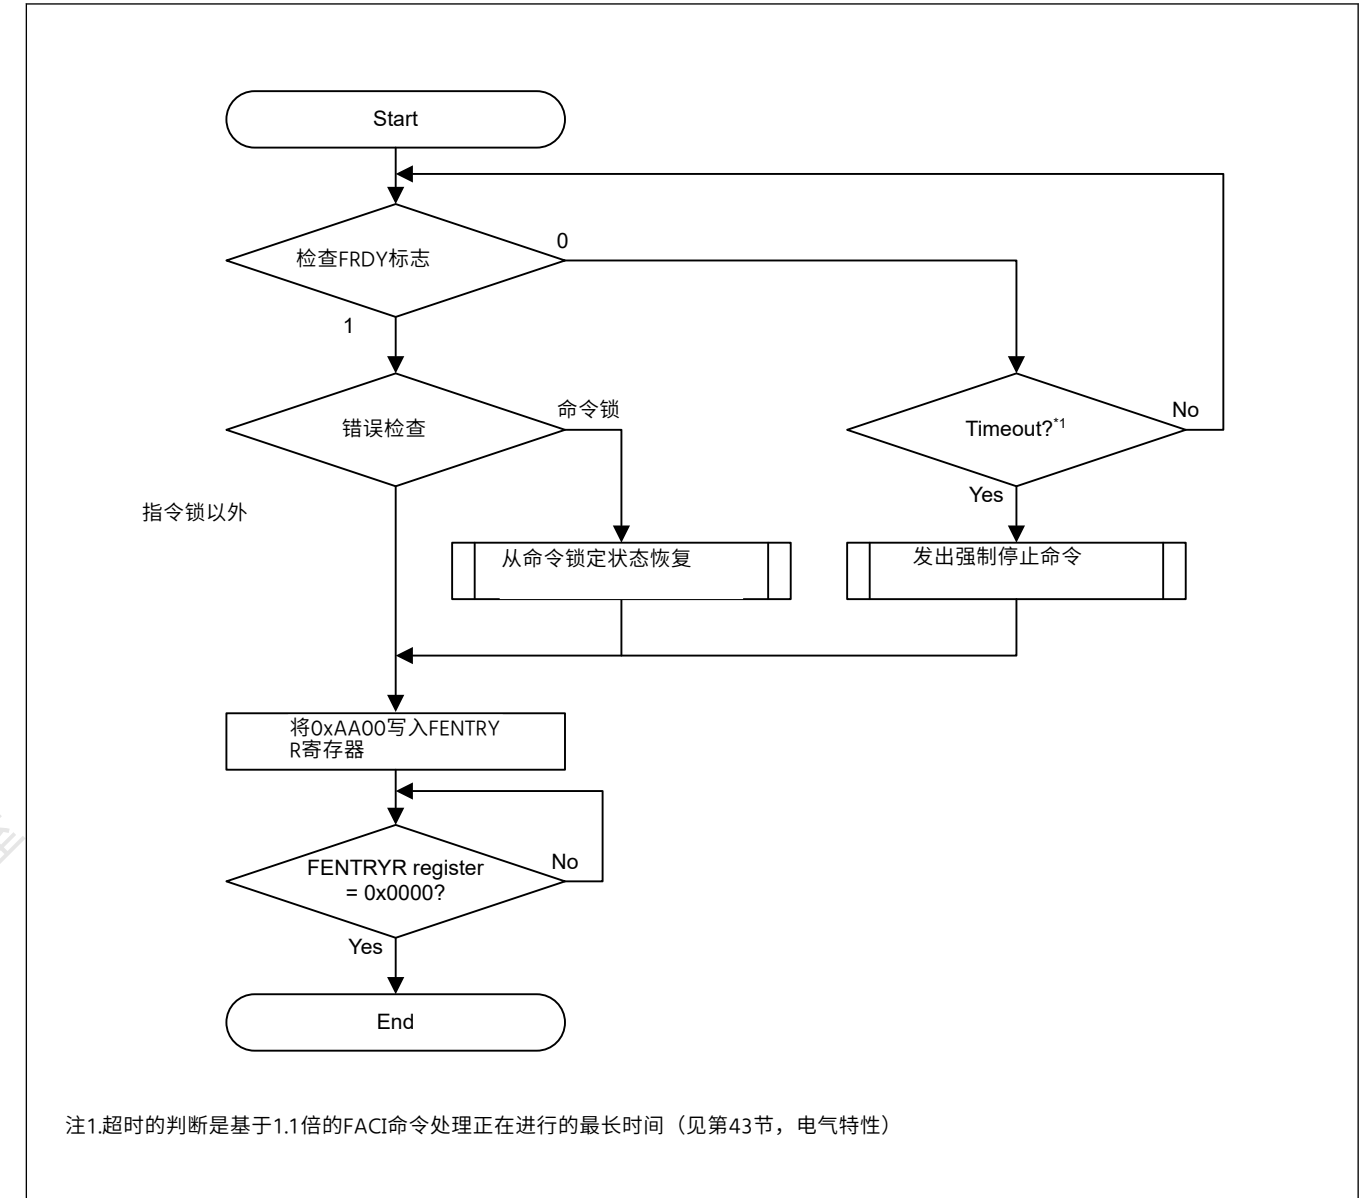 Start
检查FRDY标志
0
1
错误检查
命令锁
Timeout?*1
No
Yes
指令锁以外
从命令锁定状态恢复
发出强制停止命令
将0xAA00写入FENTRY
R寄存器
FENTRYR register
= 0x0000?
No
Yes
End
注1.超时的判断是基于1.1倍的FACI命令处理正在进行的最长时间（见第43节，电气特性）